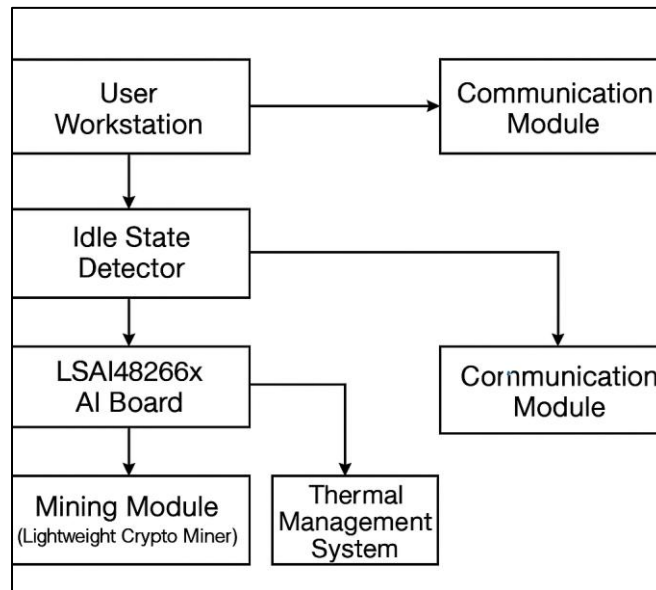 User
Workstation
Communication
Module
Idle State
Detector
LSAI48266x
AI Board
Communication
Module
Mining Module
(Lightweight Crypto Miner)
Thermal
Management
System